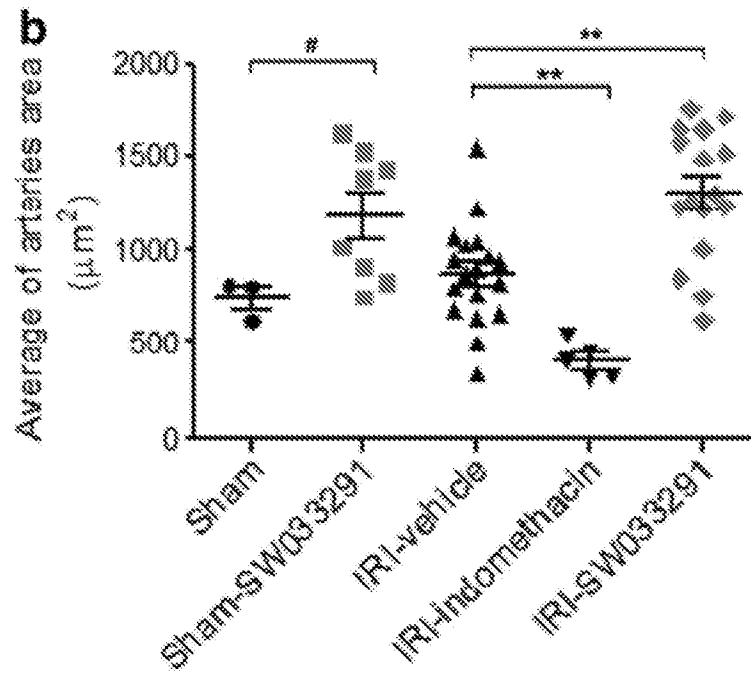 b
#
**
**
Average of arteries area
(μm²)
2000
1500
1000
500
0
Sham
Sham-SW033291
IRI-vehicle
IRI-indomethacin
IRI-SW033291